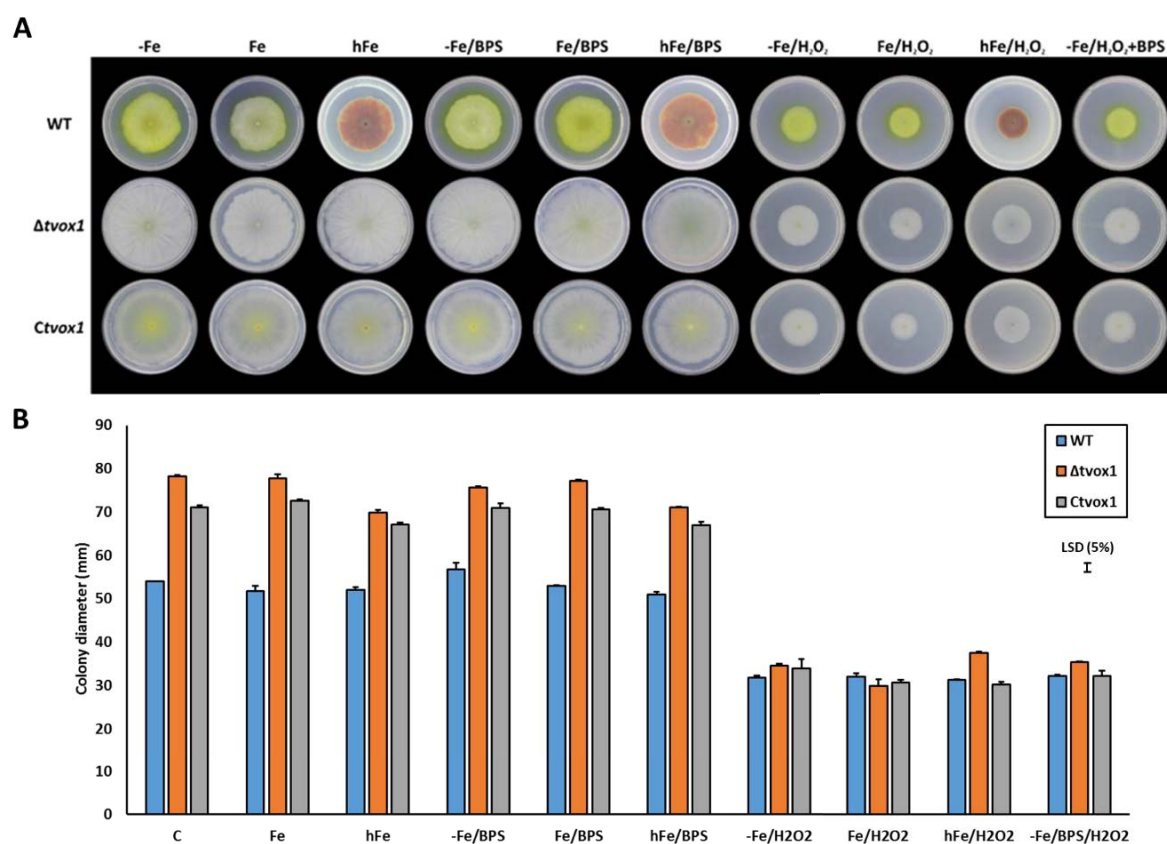 A
-Fe Fe hFe -Fe/BPS Fe/BPS hFe/BPS -Fe/H₂O₂ Fe/H₂O₂ hFe/H₂O₂ -Fe/H₂O₂+BPS
WT
Δtvox1
Ctvox1
B
90
80
70
60
50
40
30
20
10
0
Colony diameter (mm)
WT
Δtvox1
Ctvox1
LSD (5%)
C Fe hFe -Fe/BPS Fe/BPS hFe/BPS -Fe/H2O2 Fe/H2O2 hFe/H2O2 -Fe/BPS/H2O2